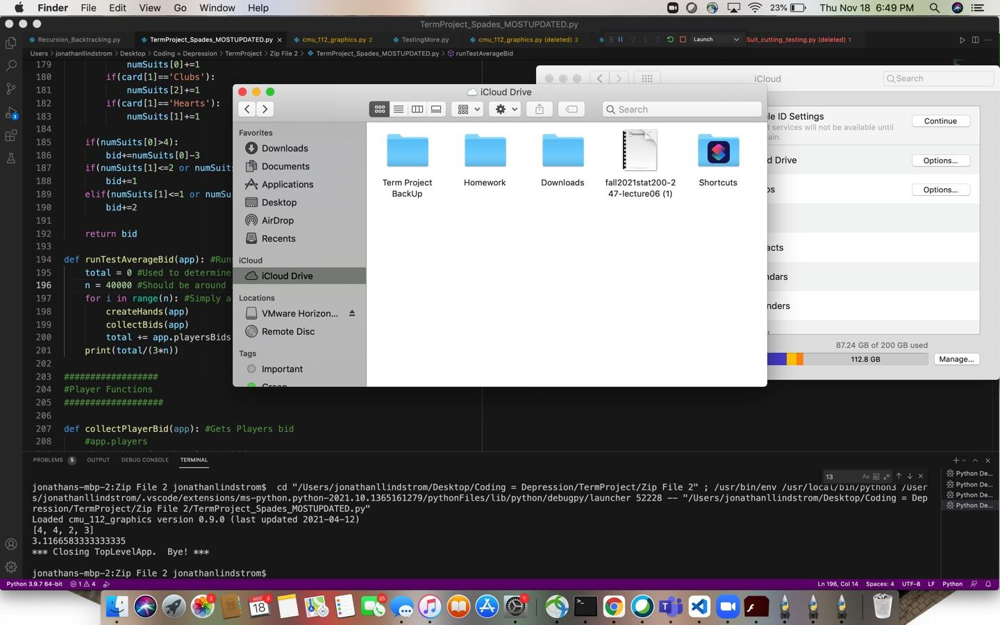 Finder File Edit View Go Window Help 23% Thu Nov 18 6:49 PM
TermProject_Spades_MOSTUPDATED.py
Recursion_Backtracking.py TermProject_Spades_MOSTUPDATED.py cmu_112_graphics.py 2 TestingMore.py cmu_112_graphics.py (deleted) 2 Launch Suit_cutting_testing.py (deleted) 1
Users > jonathanllindstrom > Desktop > Coding = Depression > TermProject > Zip File 2 > TermProject_Spades_MOSTUPDATED.py > runTestAverageBid
179 numSuits[0]+=1
180 if(card[1]=='Clubs'):
181 numSuits[2]+=1
182 if(card[1]=='Hearts'):
183 numSuits[1]+=1
184
185 if(numSuits[0]>4):
186 bid+=numSuits[0]-3
187 if(numSuits[1]<=2 or numSuit
188 bid+=1
189 elif(numSuits[1]<=1 or numSu
190 bid+=2
191
192 return bid
193
194 def runTestAverageBid(app): #Run
195 total = 0 #Used to determine
196 n = 40000 #Should be around
197 for i in range(n): #Simply a
198 createHands(app)
199 collectBids(app)
200 total += app.playersBids
201 print(total/(3*n))
202
203 ##################
204 #Player Functions
205 ###################
206
207 def collectPlayerBid(app): #Gets Players bid
208 #app.players
iCloud Drive
Search
Favorites
Downloads
Documents
Applications
Desktop
AirDrop
Recents
iCloud
iCloud Drive
Locations
VMware Horizon...
Remote Disc
Tags
Important
Green
Term Project BackUp
Homework
Downloads
fall2021stat200-2
47-lecture06 (1)
Shortcuts
iCloud
Search
le ID Settings
Continue
t services will not be available until
ain.
d Drive
Options...
os
Options...
acts
ndars
nders
87.24 GB of 200 GB used
112.8 GB
Manage...
PROBLEMS 5 OUTPUT DEBUG CONSOLE TERMINAL
13 Aa Ab
Python De...
Python De...
Python De...
Python De...
jonathans-mbp-2:Zip File 2 jonathanlindstrom$ cd "/Users/jonathanllindstrom/Desktop/Coding = Depression/TermProject/Zip File 2" ; /usr/bin/env /usr/local/bin/python3 /User
s/jonathanllindstrom/.vscode/extensions/ms-python.python-2021.10.1365161279/pythonFiles/lib/python/debugpy/launcher 52228 -- "/Users/jonathanllindstrom/Desktop/Coding = Dep
ression/TermProject/Zip File 2/TermProject_Spades_MOSTUPDATED.py"
Loaded cmu_112_graphics version 0.9.0 (last updated 2021-04-12)
[4, 4, 2, 3]
3.1166583333333335
*** Closing TopLevelApp. Bye! ***
jonathans-mbp-2:Zip File 2 jonathanlindstrom$
Python 3.9.7 64-bit 1 4 Ln 196, Col 14 Spaces: 4 UTF-8 LF Python
2 NOV 3 18 25 1